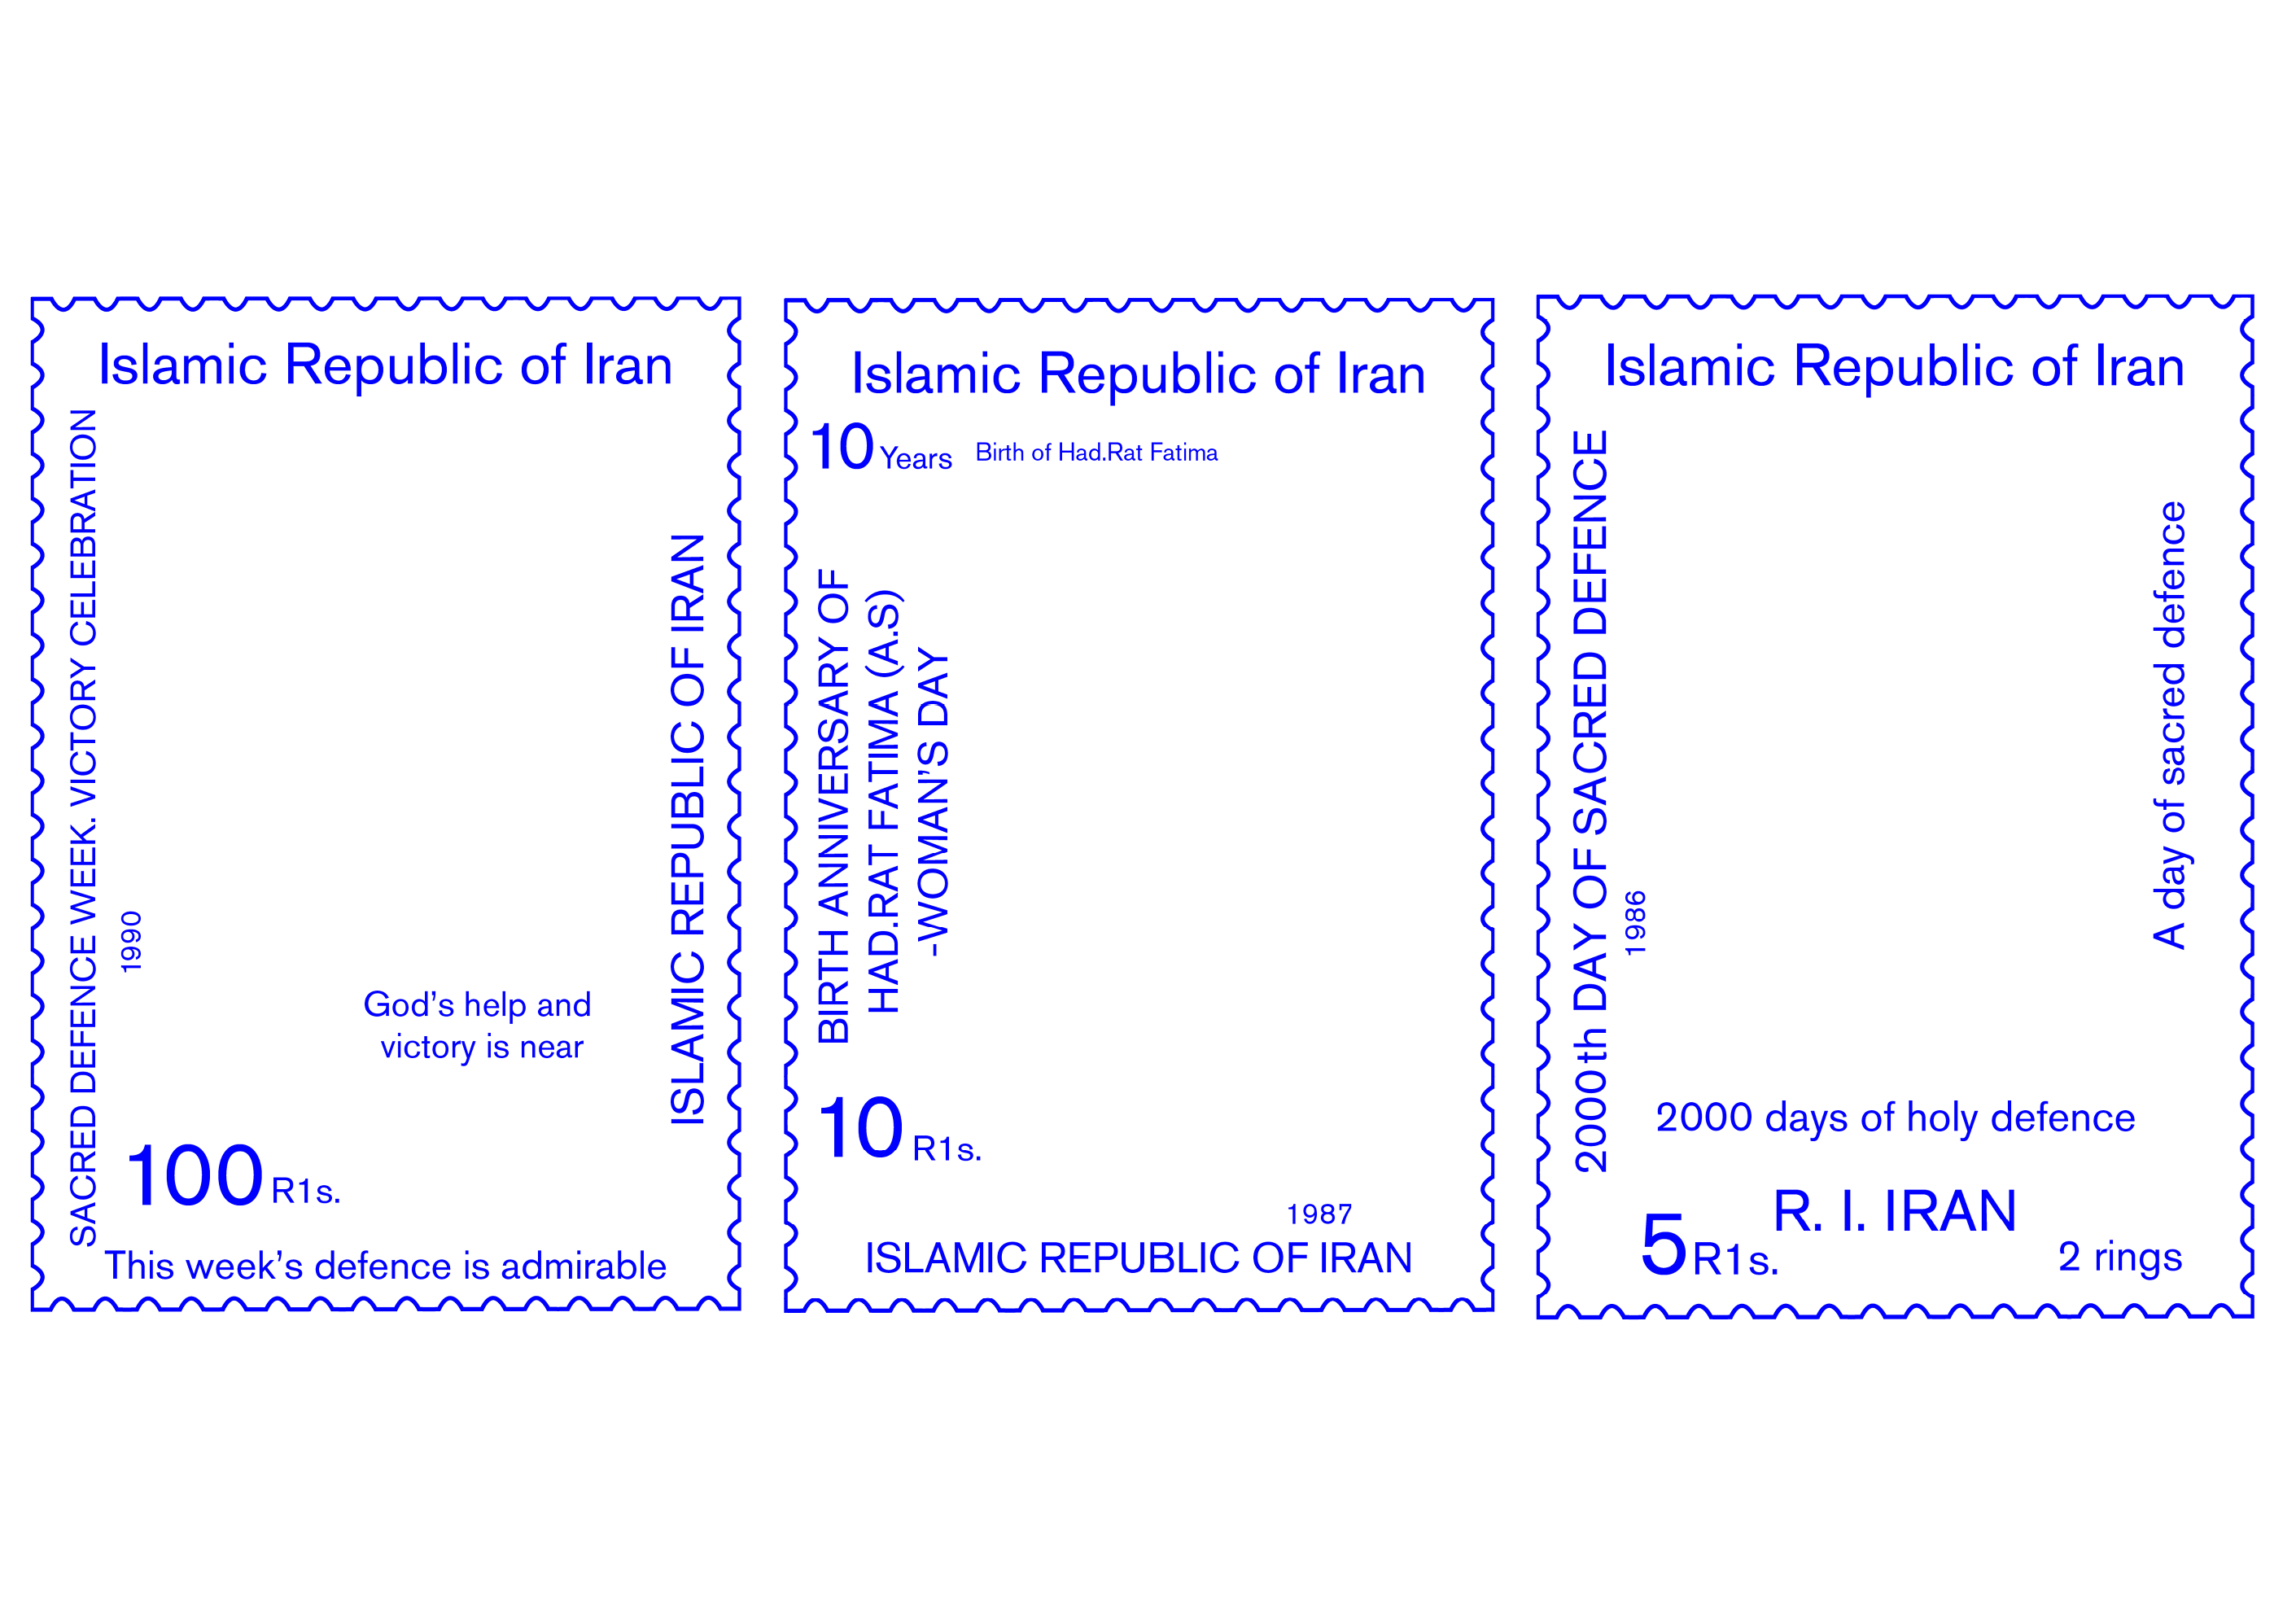 Islamic Republic of Iran
SACRED DEFENCE WEEK. VICTORY CELEBRATION
1990
ISLAMIC REPUBLIC OF IRAN
God's help and
victory is near
100 R1s.
This week's defence is admirable
Islamic Republic of Iran
10 Years Birth of Had.Rat Fatima
BIRTH ANNIVERSARY OF
HAD.RAT FATIMA (A.S)
-WOMAN'S DAY
10 R1s.
1987
ISLAMIC REPUBLIC OF IRAN
Islamic Republic of Iran
2000th DAY OF SACRED DEFENCE
1986
A day of sacred defence
2000 days of holy defence
R. I. IRAN
5 R1s.
2 rings